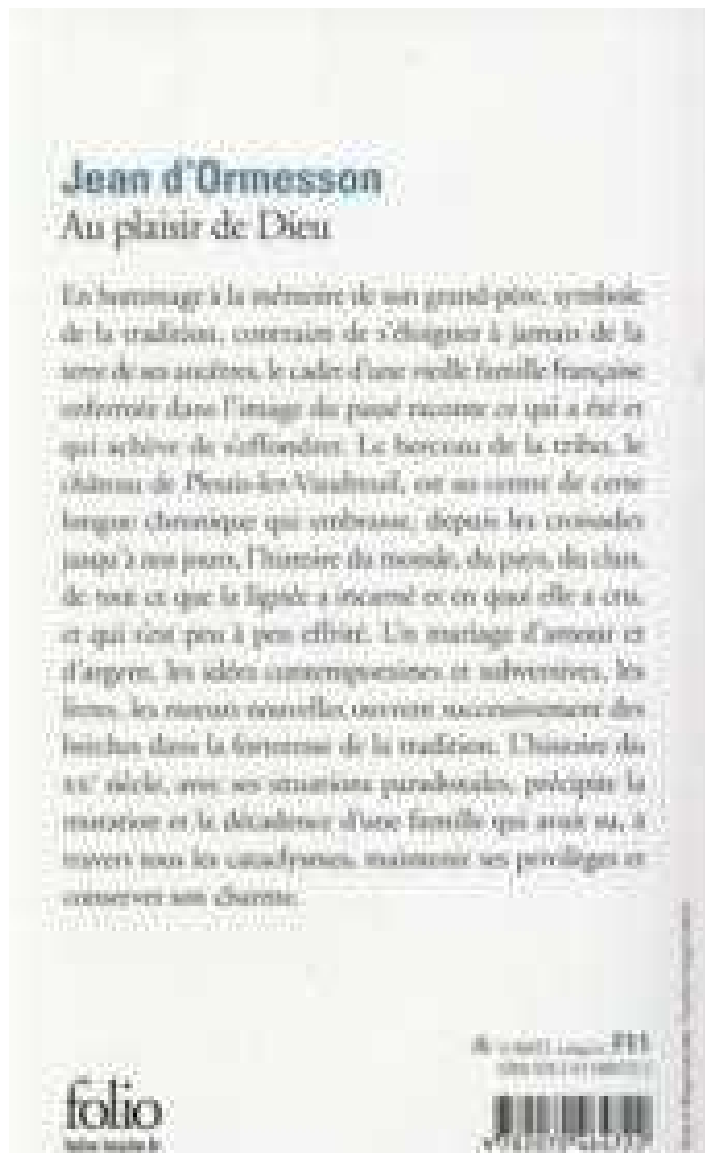 Jean d'Ormesson
Au plaisir de Dieu
En hommage à la mémoire de son grand-père, symbole
de la tradition, contraint de s'éloigner à jamais de la
terre de ses ancêtres, le cadet d'une vieille famille française
enfermée dans l'image du passé raconte ce qui a été et
qui achève de s'effondrer. Le berceau de la tribu, le
château de Plessis-lez-Vaudreuil, est au centre de cette
longue chronique qui embrasse, depuis les croisades
jusqu'à nos jours, l'histoire du monde, du pays, du clan,
de tout ce que la lignée a incarné et en quoi elle a cru,
et qui s'est peu à peu effrité. Un mariage d'amour et
d'argent, les idées contemporaines et subversives, les
livres, les mœurs nouvelles ouvrent successivement des
brèches dans la forteresse de la tradition. L'histoire du
XXe siècle, avec ses situations paradoxales, précipite la
mutation et la décadence d'une famille qui avait su, à
travers tous les cataclysmes, maintenir ses privilèges et
conserver son charme.
folio